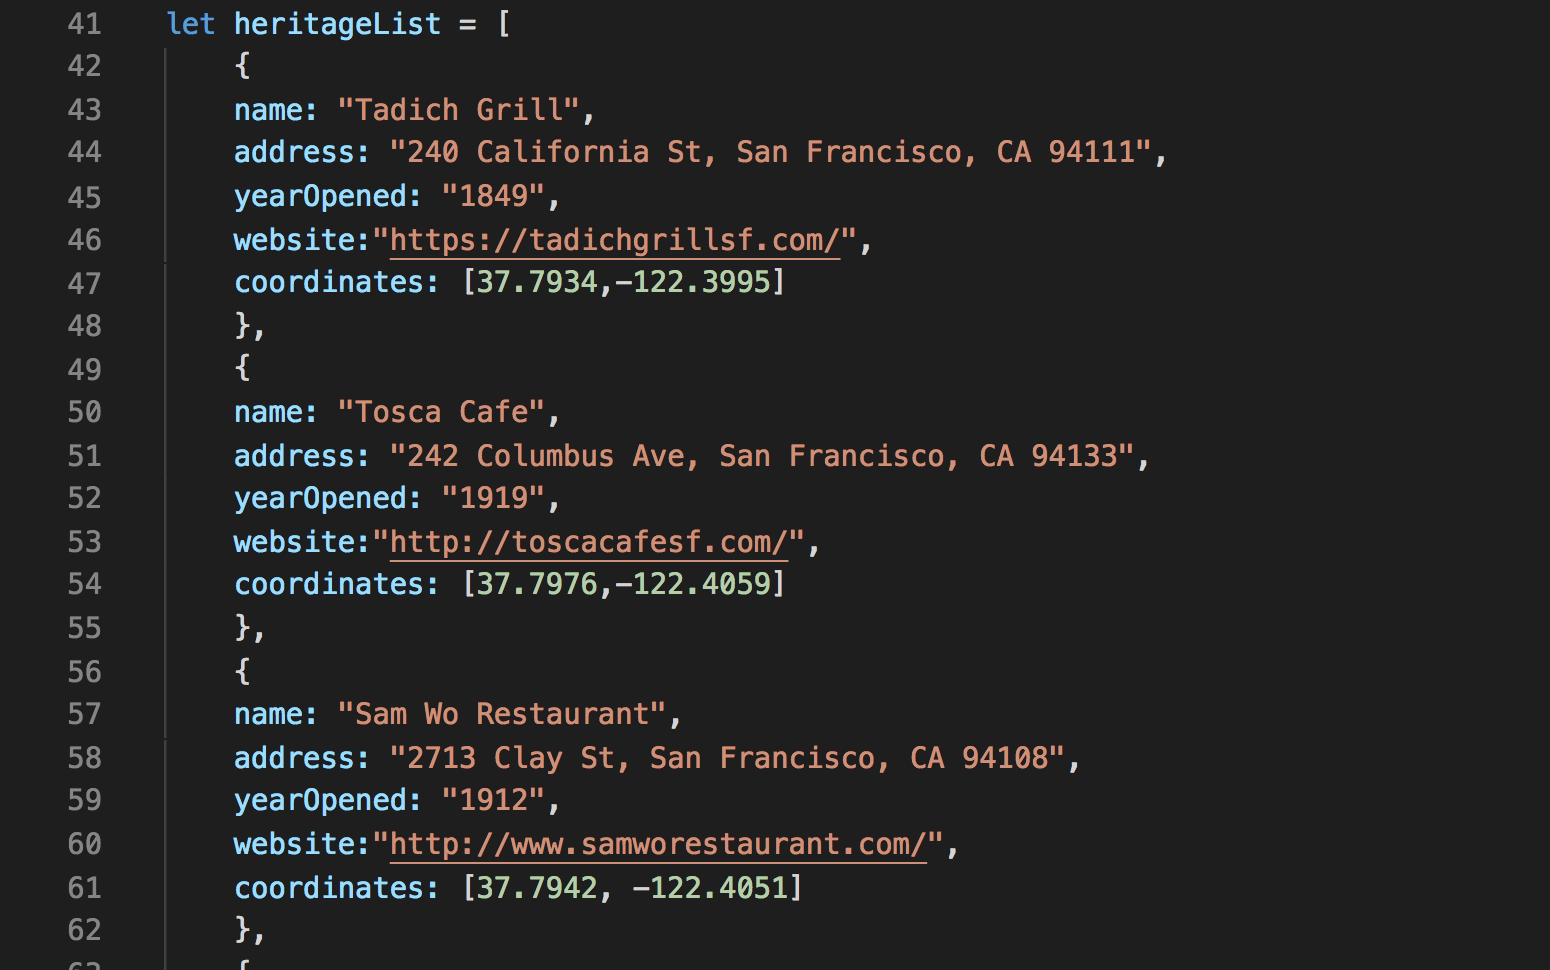 41 let heritageList = [
42 {
43 name: "Tadich Grill",
44 address: "240 California St, San Francisco, CA 94111",
45 yearOpened: "1849",
46 website:"https://tadichgrillsf.com/",
47 coordinates: [37.7934,-122.3995]
48 },
49 {
50 name: "Tosca Cafe",
51 address: "242 Columbus Ave, San Francisco, CA 94133",
52 yearOpened: "1919",
53 website:"http://toscacafesf.com/",
54 coordinates: [37.7976,-122.4059]
55 },
56 {
57 name: "Sam Wo Restaurant",
58 address: "2713 Clay St, San Francisco, CA 94108",
59 yearOpened: "1912",
60 website:"http://www.samworestaurant.com/",
61 coordinates: [37.7942, -122.4051]
62 },